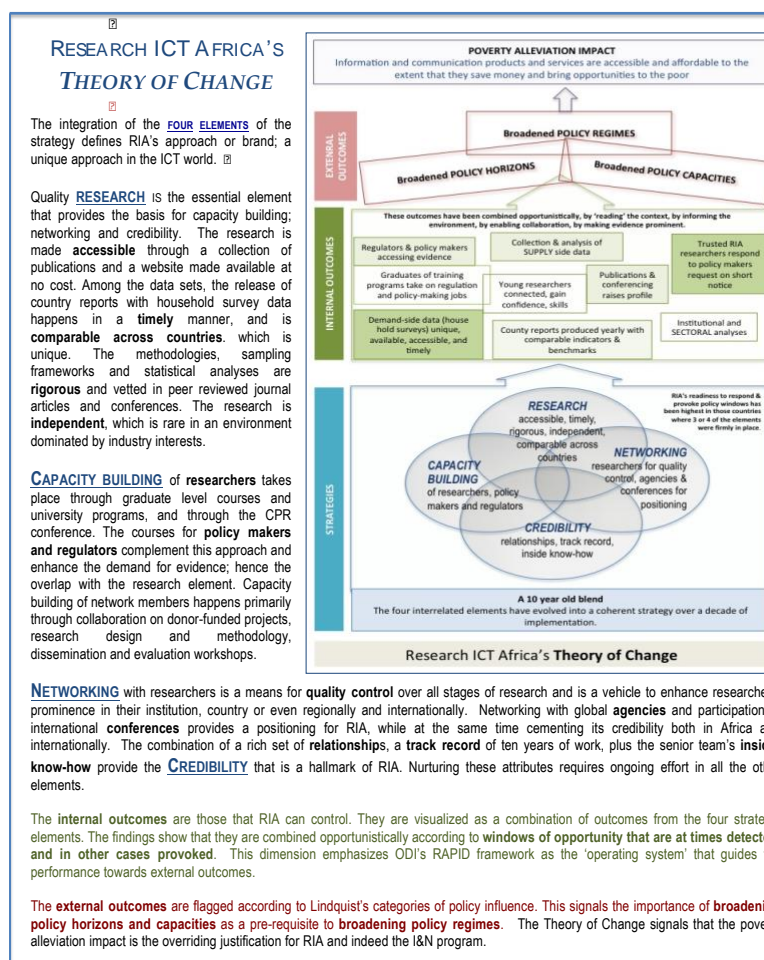 RESEARCH ICT AFRICA'S
THEORY OF CHANGE
The integration of the FOUR ELEMENTS of the
strategy defines RIA's approach or brand; a
unique approach in the ICT world.
Quality RESEARCH IS the essential element
that provides the basis for capacity building;
networking and credibility. The research is
made accessible through a collection of
publications and a website made available at
no cost. Among the data sets, the release of
country reports with household survey data
happens in a timely manner, and is
comparable across countries. which is
unique. The methodologies, sampling
frameworks and statistical analyses are
rigorous and vetted in peer reviewed journal
articles and conferences. The research is
independent, which is rare in an environment
dominated by industry interests.
CAPACITY BUILDING of researchers takes
place through graduate level courses and
university programs, and through the CPR
conference. The courses for policy makers
and regulators complement this approach and
enhance the demand for evidence; hence the
overlap with the research element. Capacity
building of network members happens primarily
through collaboration on donor-funded projects,
research design and methodology,
dissemination and evaluation workshops.
POVERTY ALLEVIATION IMPACT
Information and communication products and services are accessible and affordable to the
extent that they save money and bring opportunities to the poor
EXTENRAL
OUTCOMES
Broadened POLICY REGIMES
Broadened POLICY HORIZONS
Broadened POLICY CAPACITIES
INTERNAL OUTCOMES
These outcomes have been combined opportunistically, by 'reading' the context, by informing the
environment, by enabling collaboration, by making evidence prominent.
Regulators & policy makers
accessing evidence
Collection & analysis of
SUPPLY side data
Trusted RIA
researchers respond
to policy makers
request on short
notice
Graduates of training
programs take on regulation
and policy-making jobs
Young researchers
connected, gain
confidence, skills
Publications &
conferencing
raises profile
Demand-side data (house
hold surveys) unique,
available, accessible, and
timely
County reports produced yearly with
comparable indicators &
benchmarks
Institutional and
SECTORAL analyses
STRATEGIES
RIA's readiness to respond &
provoke policy windows has
been highest in those countries
where 3 or 4 of the elements
were firmly in place.
RESEARCH
accessible, timely,
rigorous, independent,
comparable across
countries
CAPACITY
BUILDING
of researchers, policy
makers and regulators
NETWORKING
researchers for quality
control, agencies &
conferences for
positioning
CREDIBILITY
relationships, track record,
inside know-how
A 10 year old blend
The four interrelated elements have evolved into a coherent strategy over a decade of
implementation.
Research ICT Africa's Theory of Change
NETWORKING with researchers is a means for quality control over all stages of research and is a vehicle to enhance researche
prominence in their institution, country or even regionally and internationally. Networking with global agencies and participation
international conferences provides a positioning for RIA, while at the same time cementing its credibility both in Africa a
internationally. The combination of a rich set of relationships, a track record of ten years of work, plus the senior team's insid
know-how provide the CREDIBILITY that is a hallmark of RIA. Nurturing these attributes requires ongoing effort in all the oth
elements.
The internal outcomes are those that RIA can control. They are visualized as a combination of outcomes from the four strate
elements. The findings show that they are combined opportunistically according to windows of opportunity that are at times detecte
and in other cases provoked. This dimension emphasizes ODI's RAPID framework as the 'operating system' that guides
performance towards external outcomes.
The external outcomes are flagged according to Lindquist's categories of policy influence. This signals the importance of broadeni
policy horizons and capacities as a pre-requisite to broadening policy regimes. The Theory of Change signals that the pove
alleviation impact is the overriding justification for RIA and indeed the I&N program.